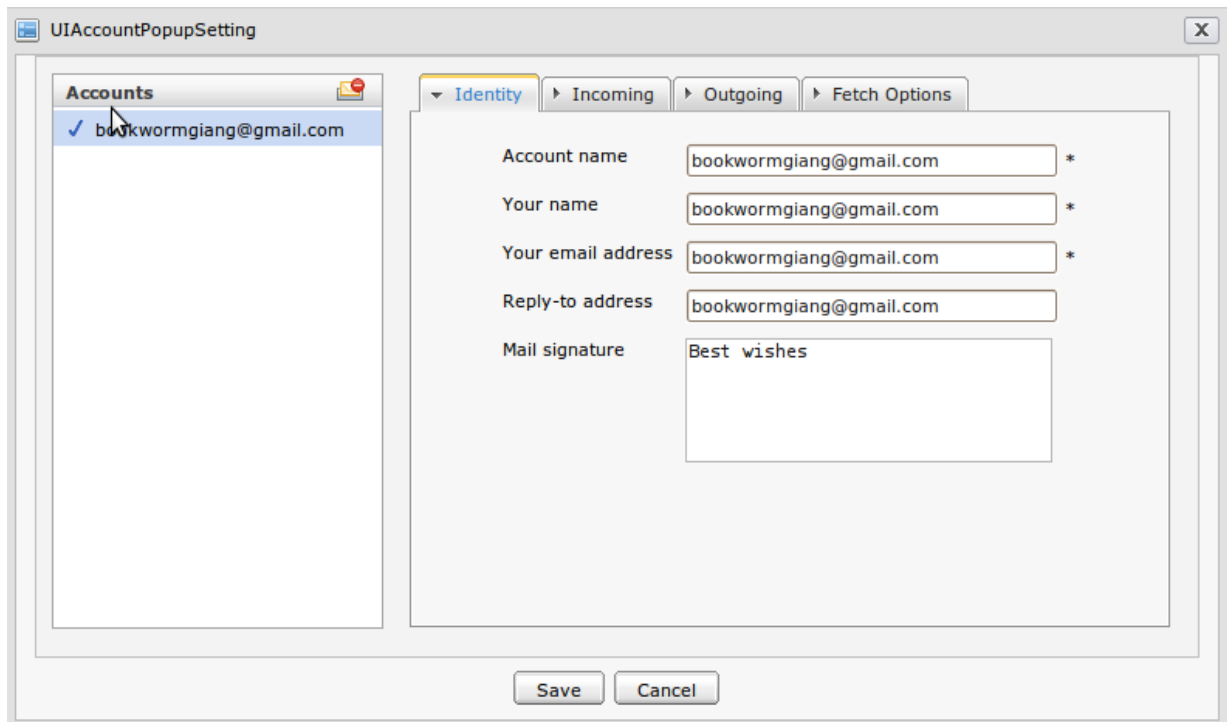 UIAccountPopupSetting
X
Accounts
bookwormgiang@gmail.com
Identity Incoming Outgoing Fetch Options
Account name bookwormgiang@gmail.com *
Your name bookwormgiang@gmail.com *
Your email address bookwormgiang@gmail.com *
Reply-to address bookwormgiang@gmail.com
Mail signature Best wishes
Save Cancel